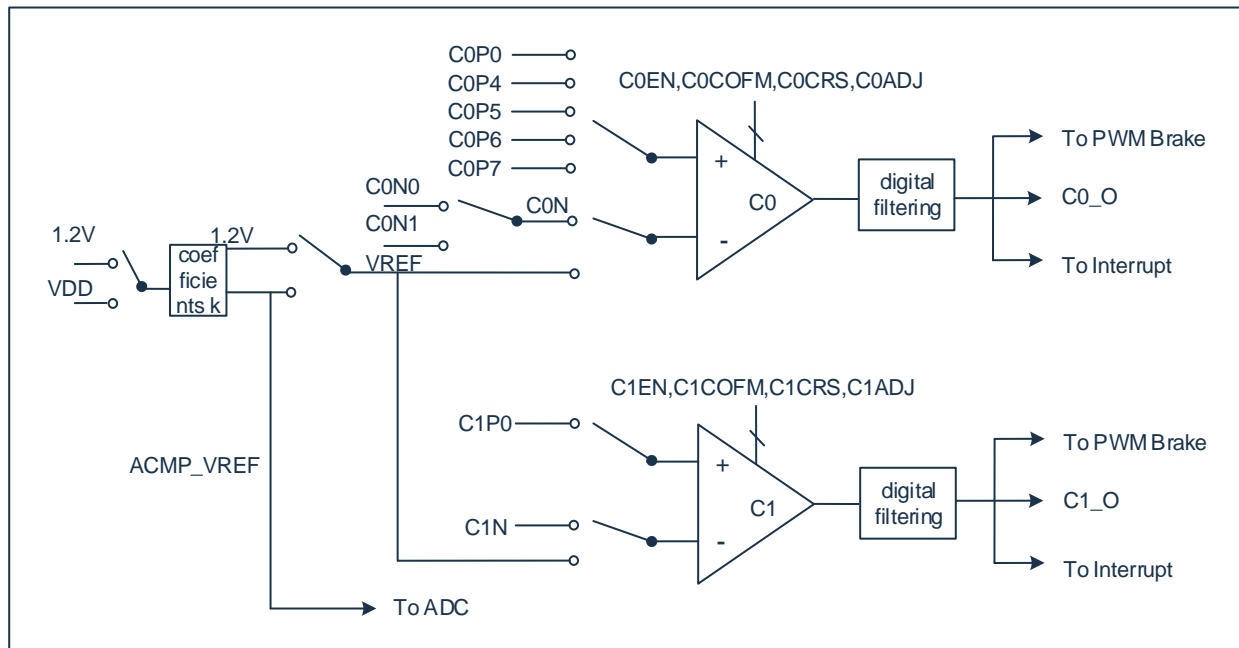 C0P0
C0P4
C0P5
C0P6
C0P7
C0EN,C0COFM,C0CRS,C0ADJ
+
-
C0
digital
filtering
To PWM Brake
C0_O
To Interrupt
C0N0
C0N1
C0N
VREF
1.2V
VDD
coef
ficie
nts k
1.2V
ACMP_VREF
To ADC
C1EN,C1COFM,C1CRS,C1ADJ
C1P0
C1N
+
-
C1
digital
filtering
To PWM Brake
C1_O
To Interrupt